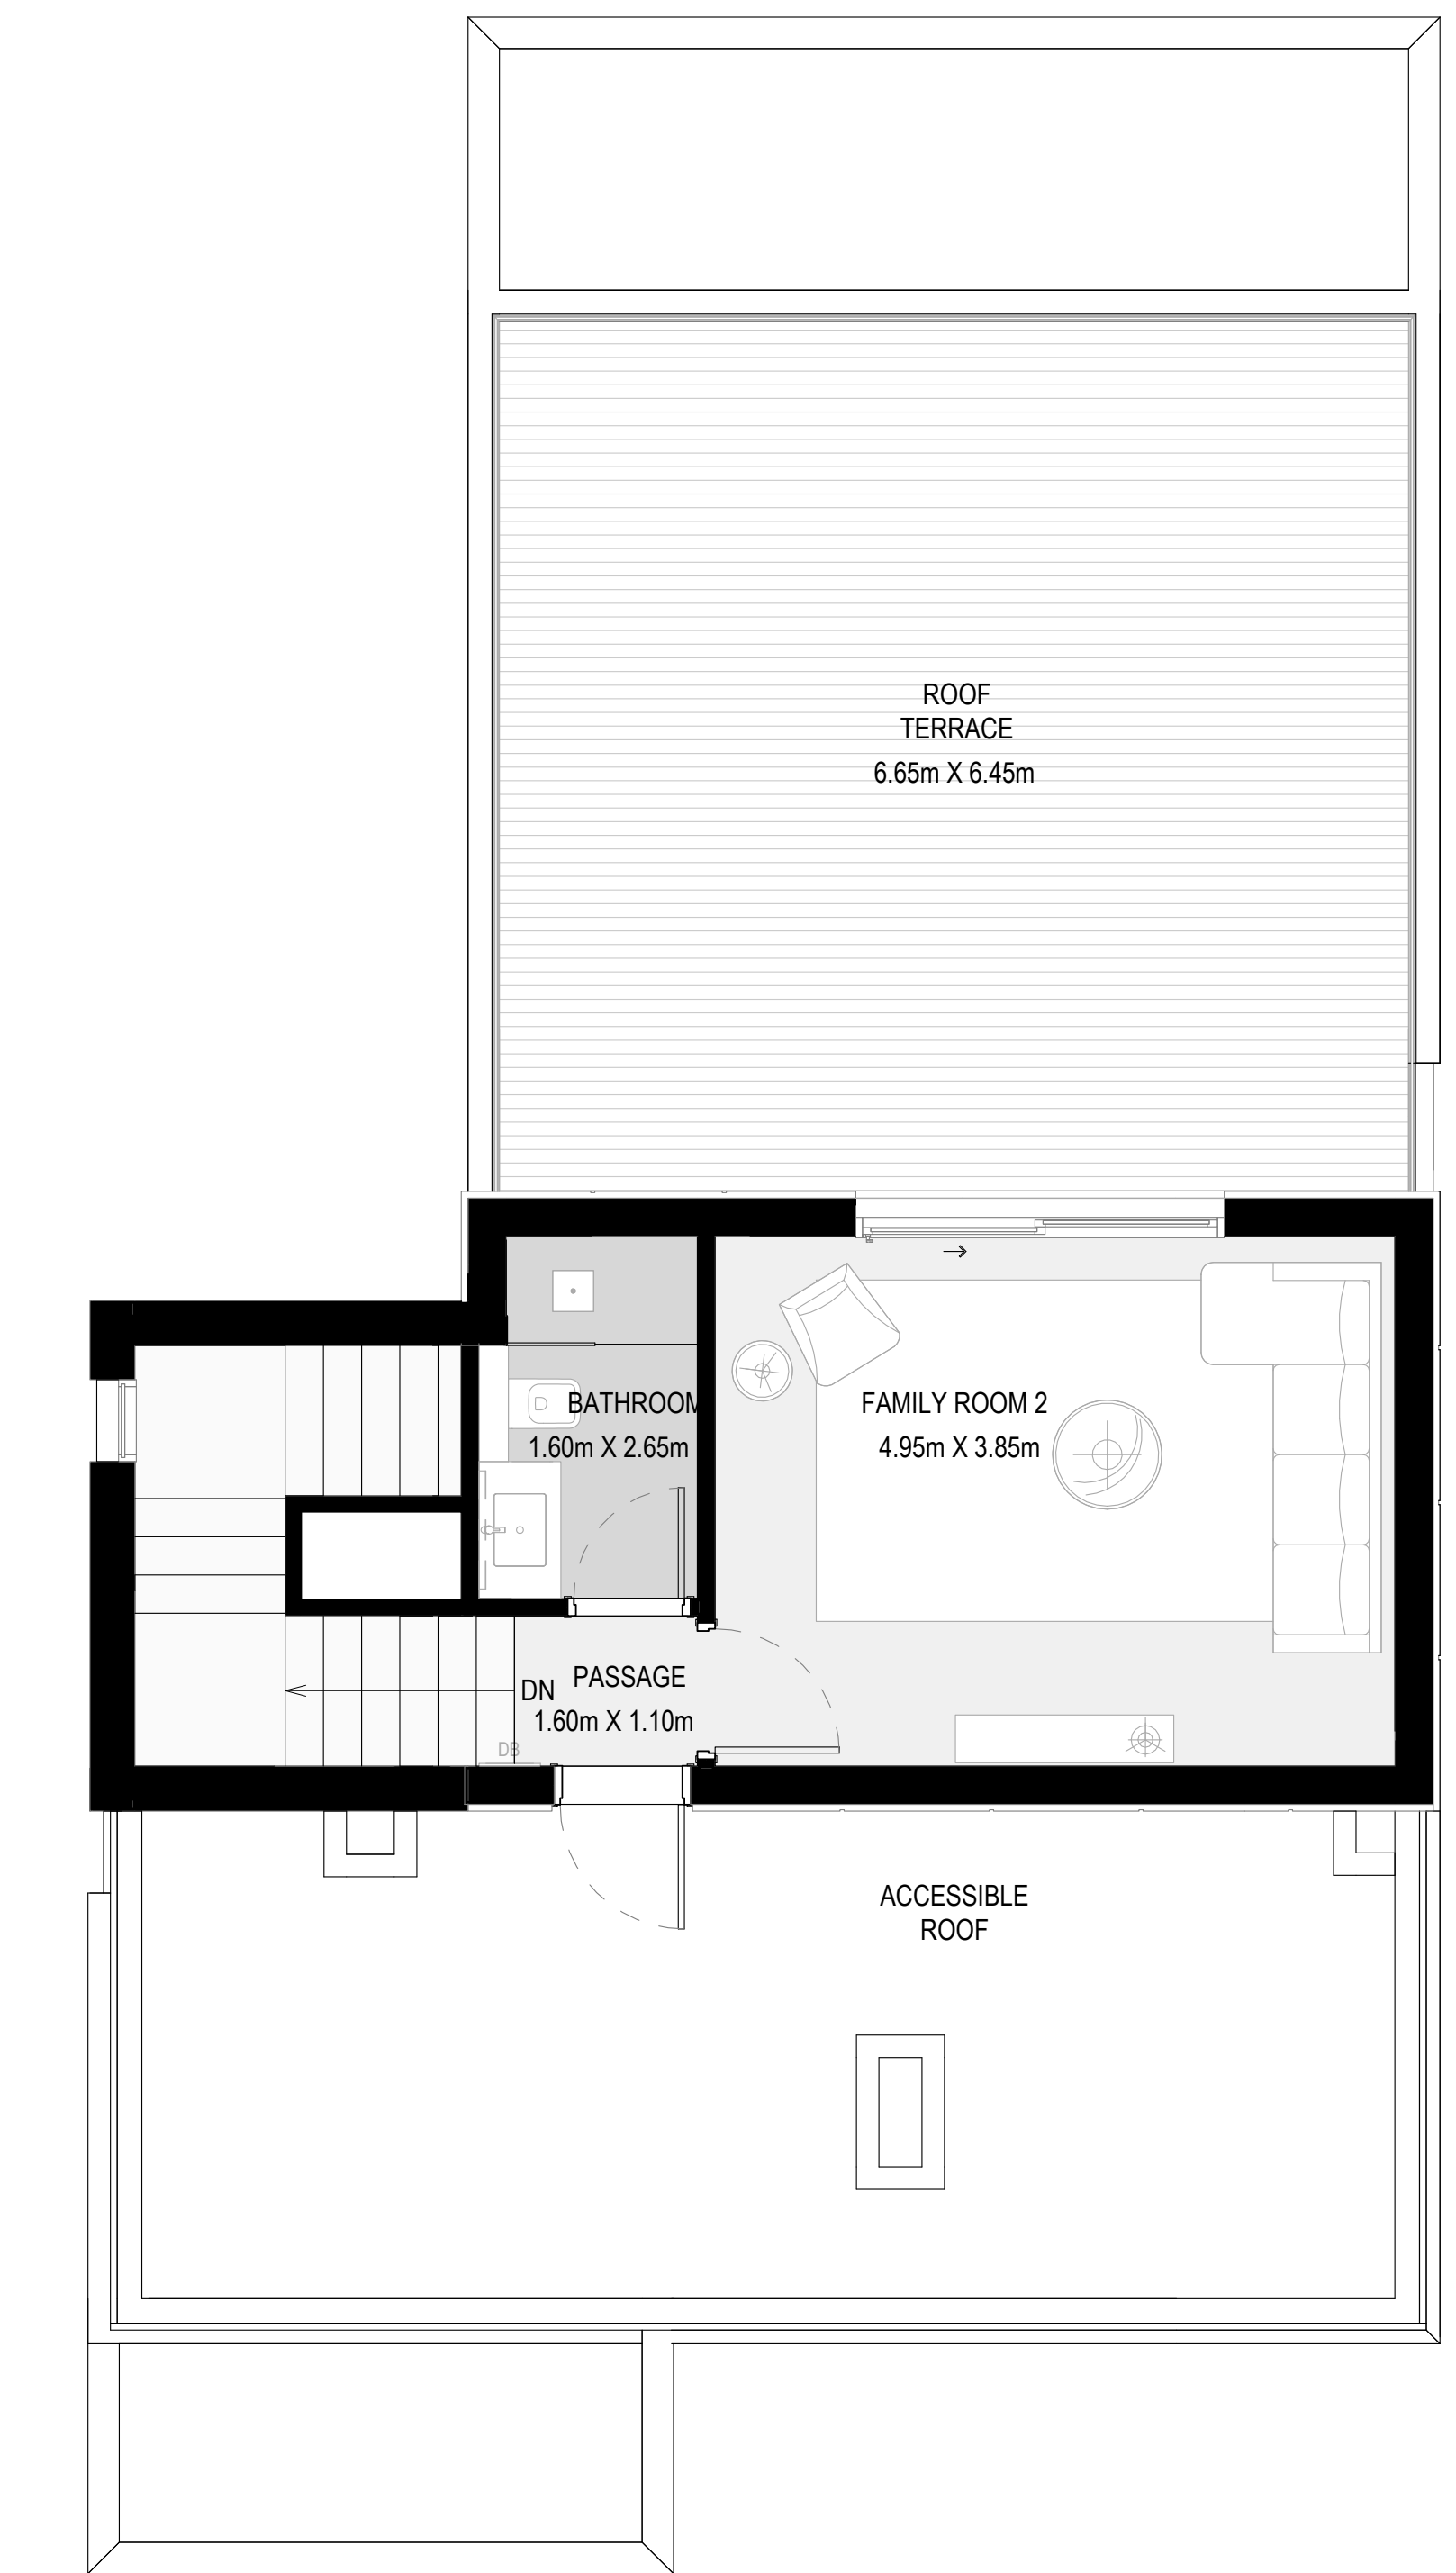 ROOF
TERRACE
6.65m X 6.45m
BATHROOM
1.60m X 2.65m
FAMILY ROOM 2
4.95m X 3.85m
PASSAGE
DN
1.60m X 1.10m
DB
ACCESSIBLE
ROOF